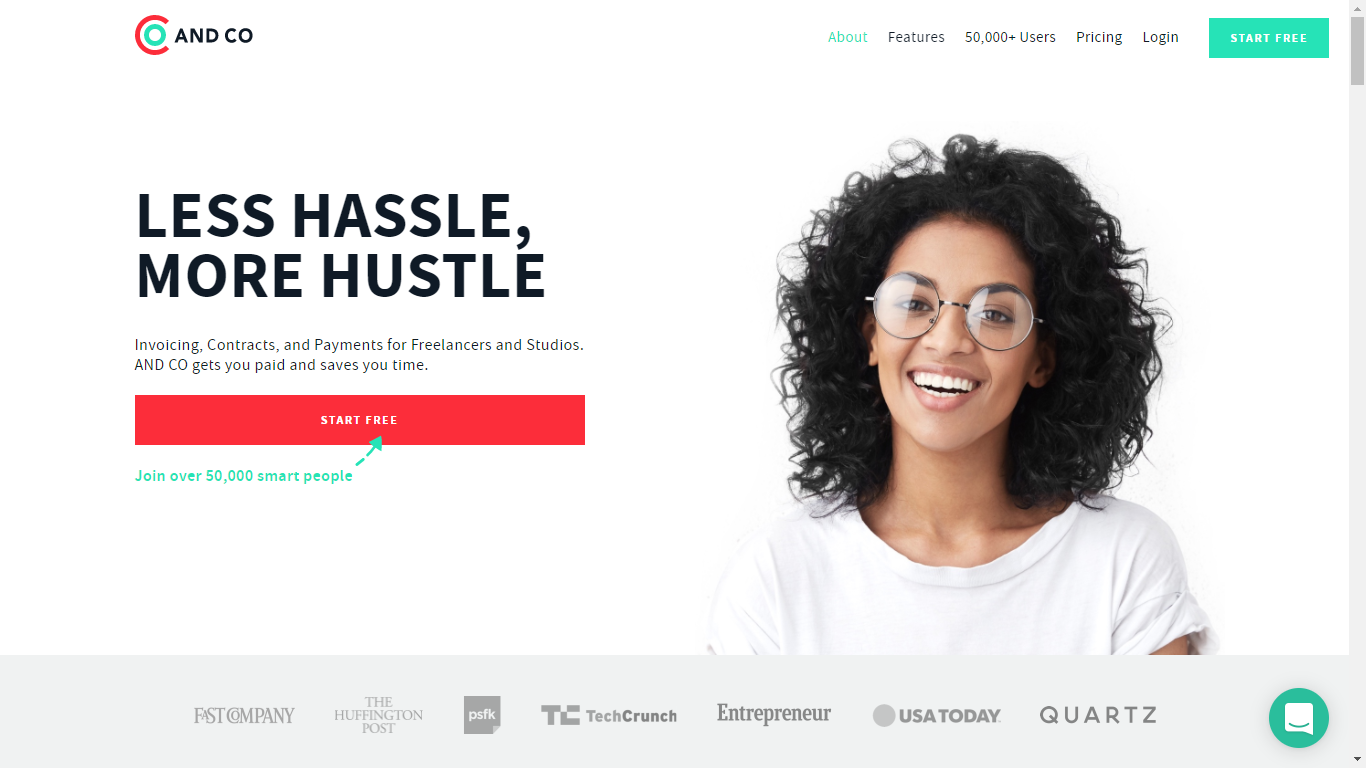 AND CO
About
Features
50,000+ Users
Pricing
Login
START FREE
LESS HASSLE,
MORE HUSTLE
Invoicing, Contracts, and Payments for Freelancers and Studios.
AND CO gets you paid and saves you time.
START FREE
Join over 50,000 smart people
FAST COMPANY
THE
HUFFINGTON
POST
psfk
TC TechCrunch
Entrepreneur
USA TODAY
QUARTZ